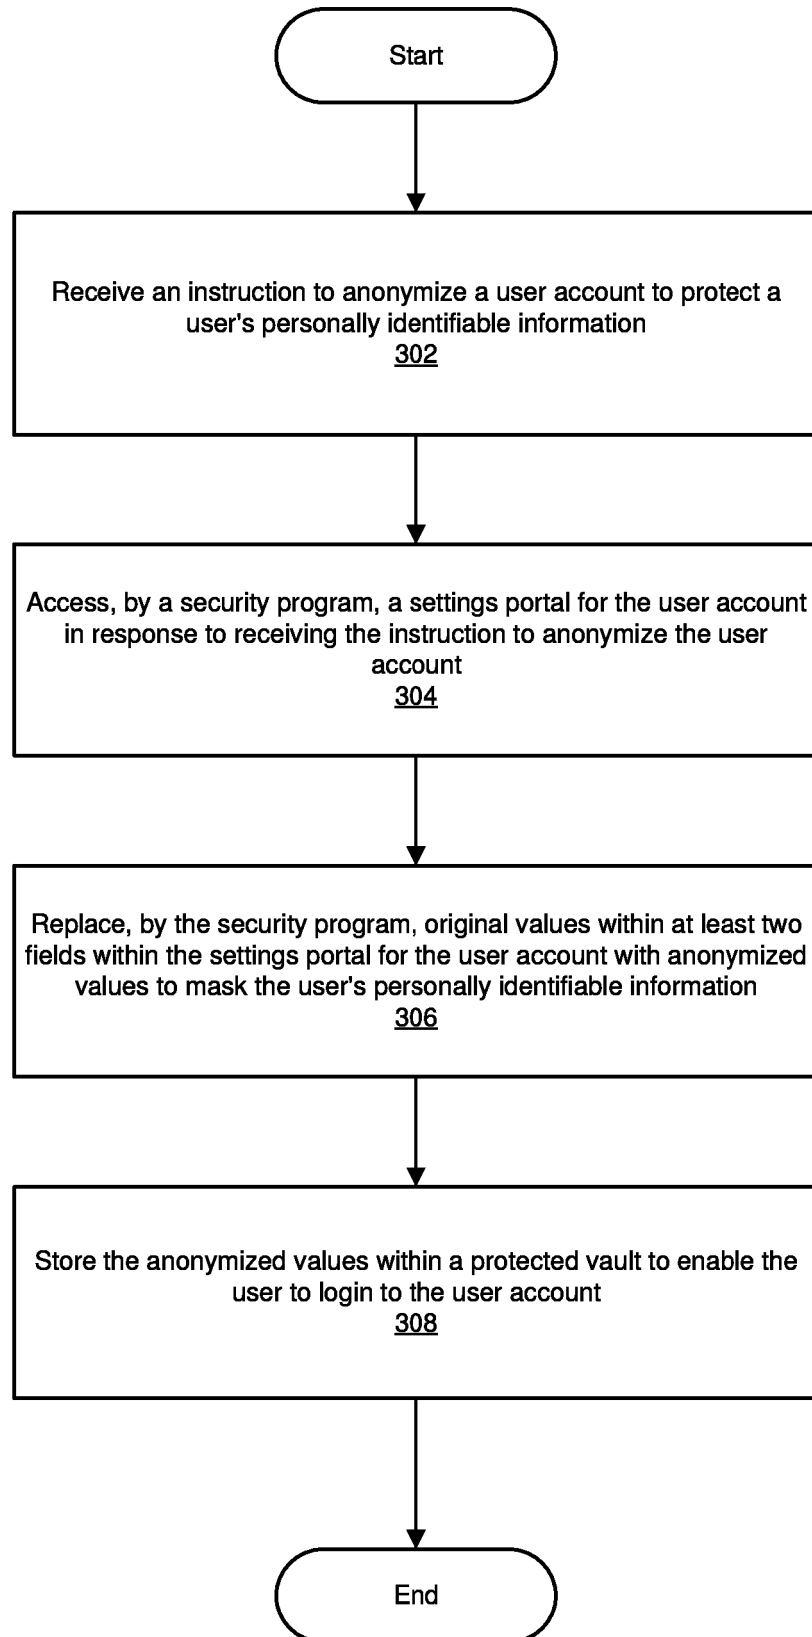 Start
Receive an instruction to anonymize a user account to protect a
user's personally identifiable information
302
Access, by a security program, a settings portal for the user account
in response to receiving the instruction to anonymize the user
account
304
Replace, by the security program, original values within at least two
fields within the settings portal for the user account with anonymized
values to mask the user's personally identifiable information
306
Store the anonymized values within a protected vault to enable the
user to login to the user account
308
End